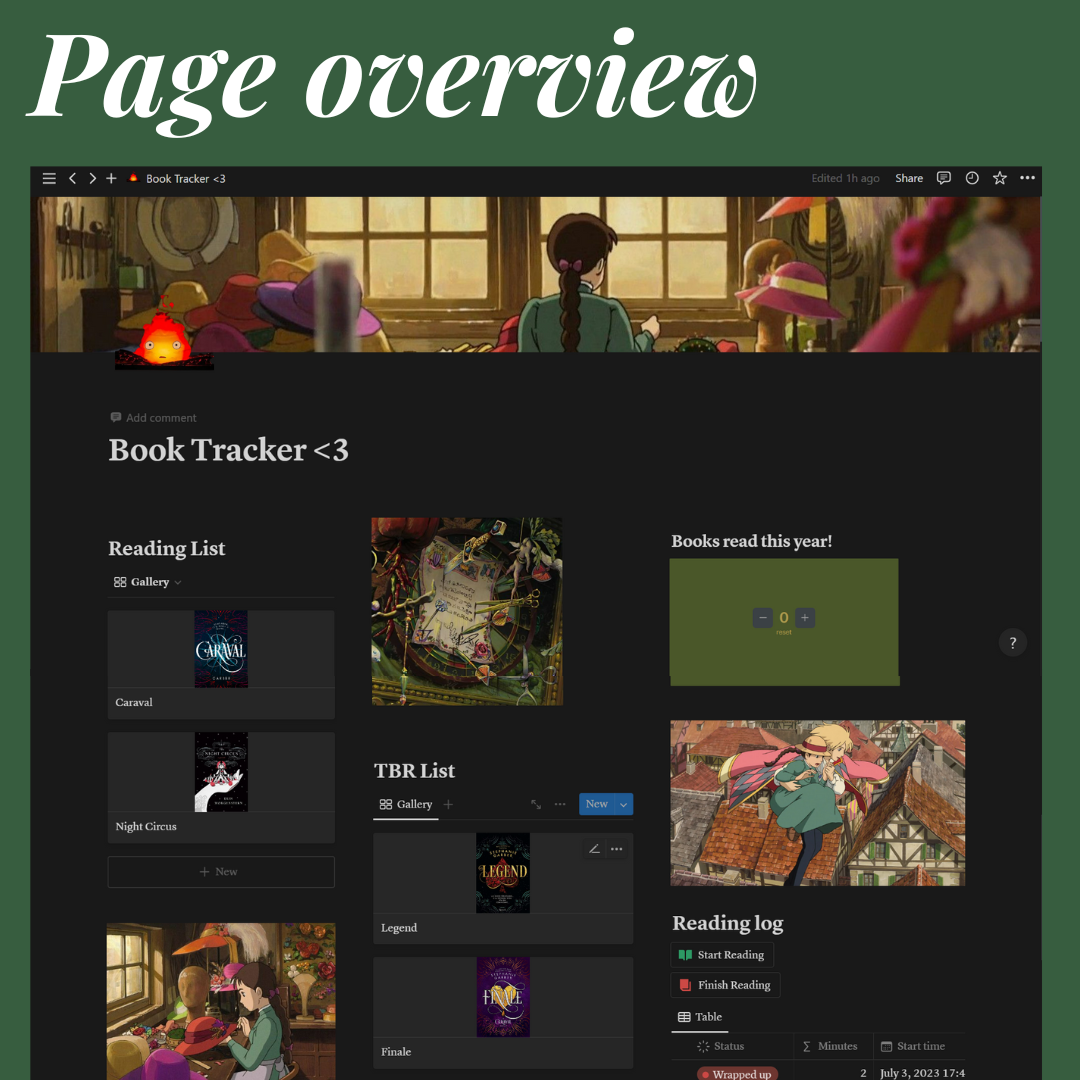 Page overview
Book Tracker <3
Edited 1h ago
Share
Add comment
Book Tracker <3
Reading List
Gallery
CARAVAL
Caraval
NIGHT CIRCUS
Night Circus
+ New
TBR List
Gallery +
New
STEPHANIE
GARBER
LEGEND
Legend
FINALE
Finale
Books read this year!
− 0 +
reset
?
Reading log
Start Reading
Finish Reading
Table
Status Minutes Start time
Wrapped up 2 July 3, 2023 17:4